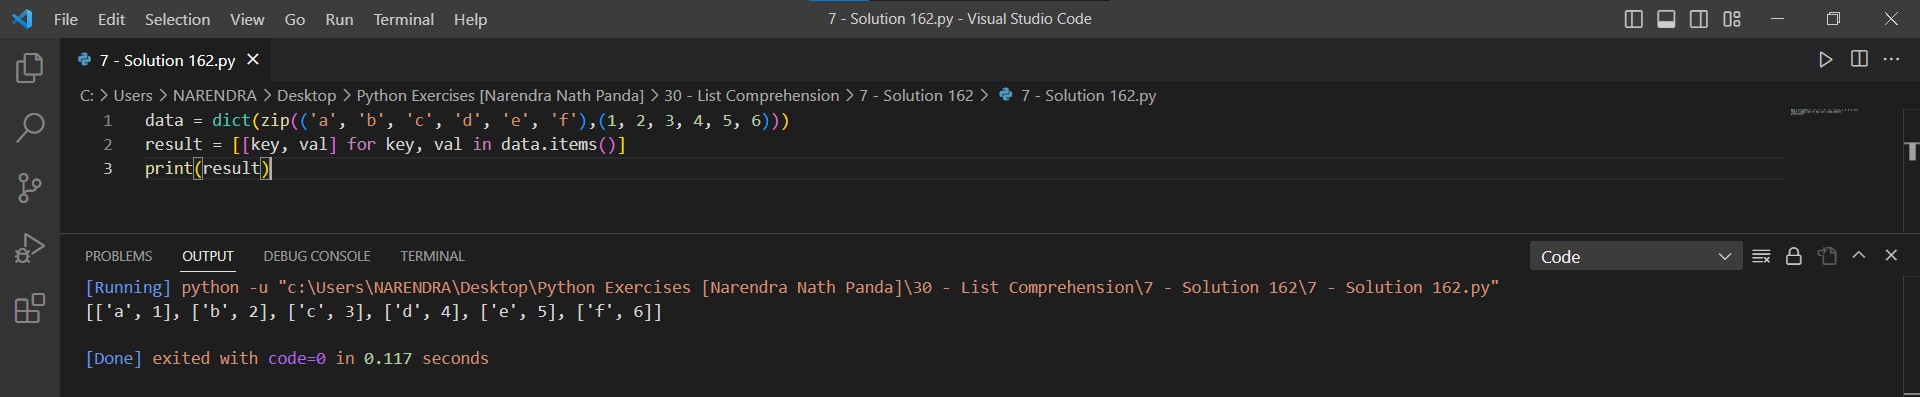 File Edit Selection View Go Run Terminal Help 7 - Solution 162.py - Visual Studio Code
7 - Solution 162.py
C: > Users > NARENDRA > Desktop > Python Exercises [Narendra Nath Panda] > 30 - List Comprehension > 7 - Solution 162 > 7 - Solution 162.py
1 data = dict(zip(('a', 'b', 'c', 'd', 'e', 'f'),(1, 2, 3, 4, 5, 6)))
2 result = [[key, val] for key, val in data.items()]
3 print(result)
PROBLEMS OUTPUT DEBUG CONSOLE TERMINAL Code
[Running] python -u "c:\Users\NARENDRA\Desktop\Python Exercises [Narendra Nath Panda]\30 - List Comprehension\7 - Solution 162\7 - Solution 162.py"
[['a', 1], ['b', 2], ['c', 3], ['d', 4], ['e', 5], ['f', 6]]
[Done] exited with code=0 in 0.117 seconds